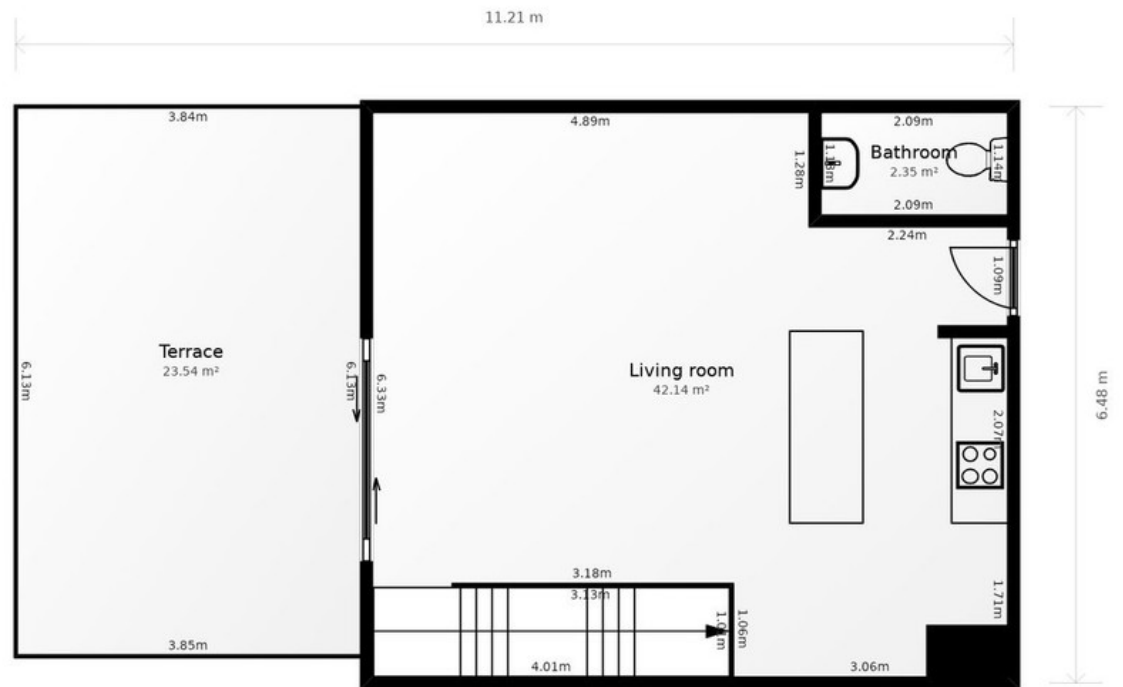 11.21 m
3.84m
4.89m
2.09m
1.28m
Bathroom
2.35 m²
1.14m
2.09m
2.24m
1.09m
Terrace
23.54 m²
6.13m
6.13m
6.33m
Living room
42.14 m²
6.48 m
3.18m
3.13m
1.06m
1.71m
3.85m
4.01m
3.06m